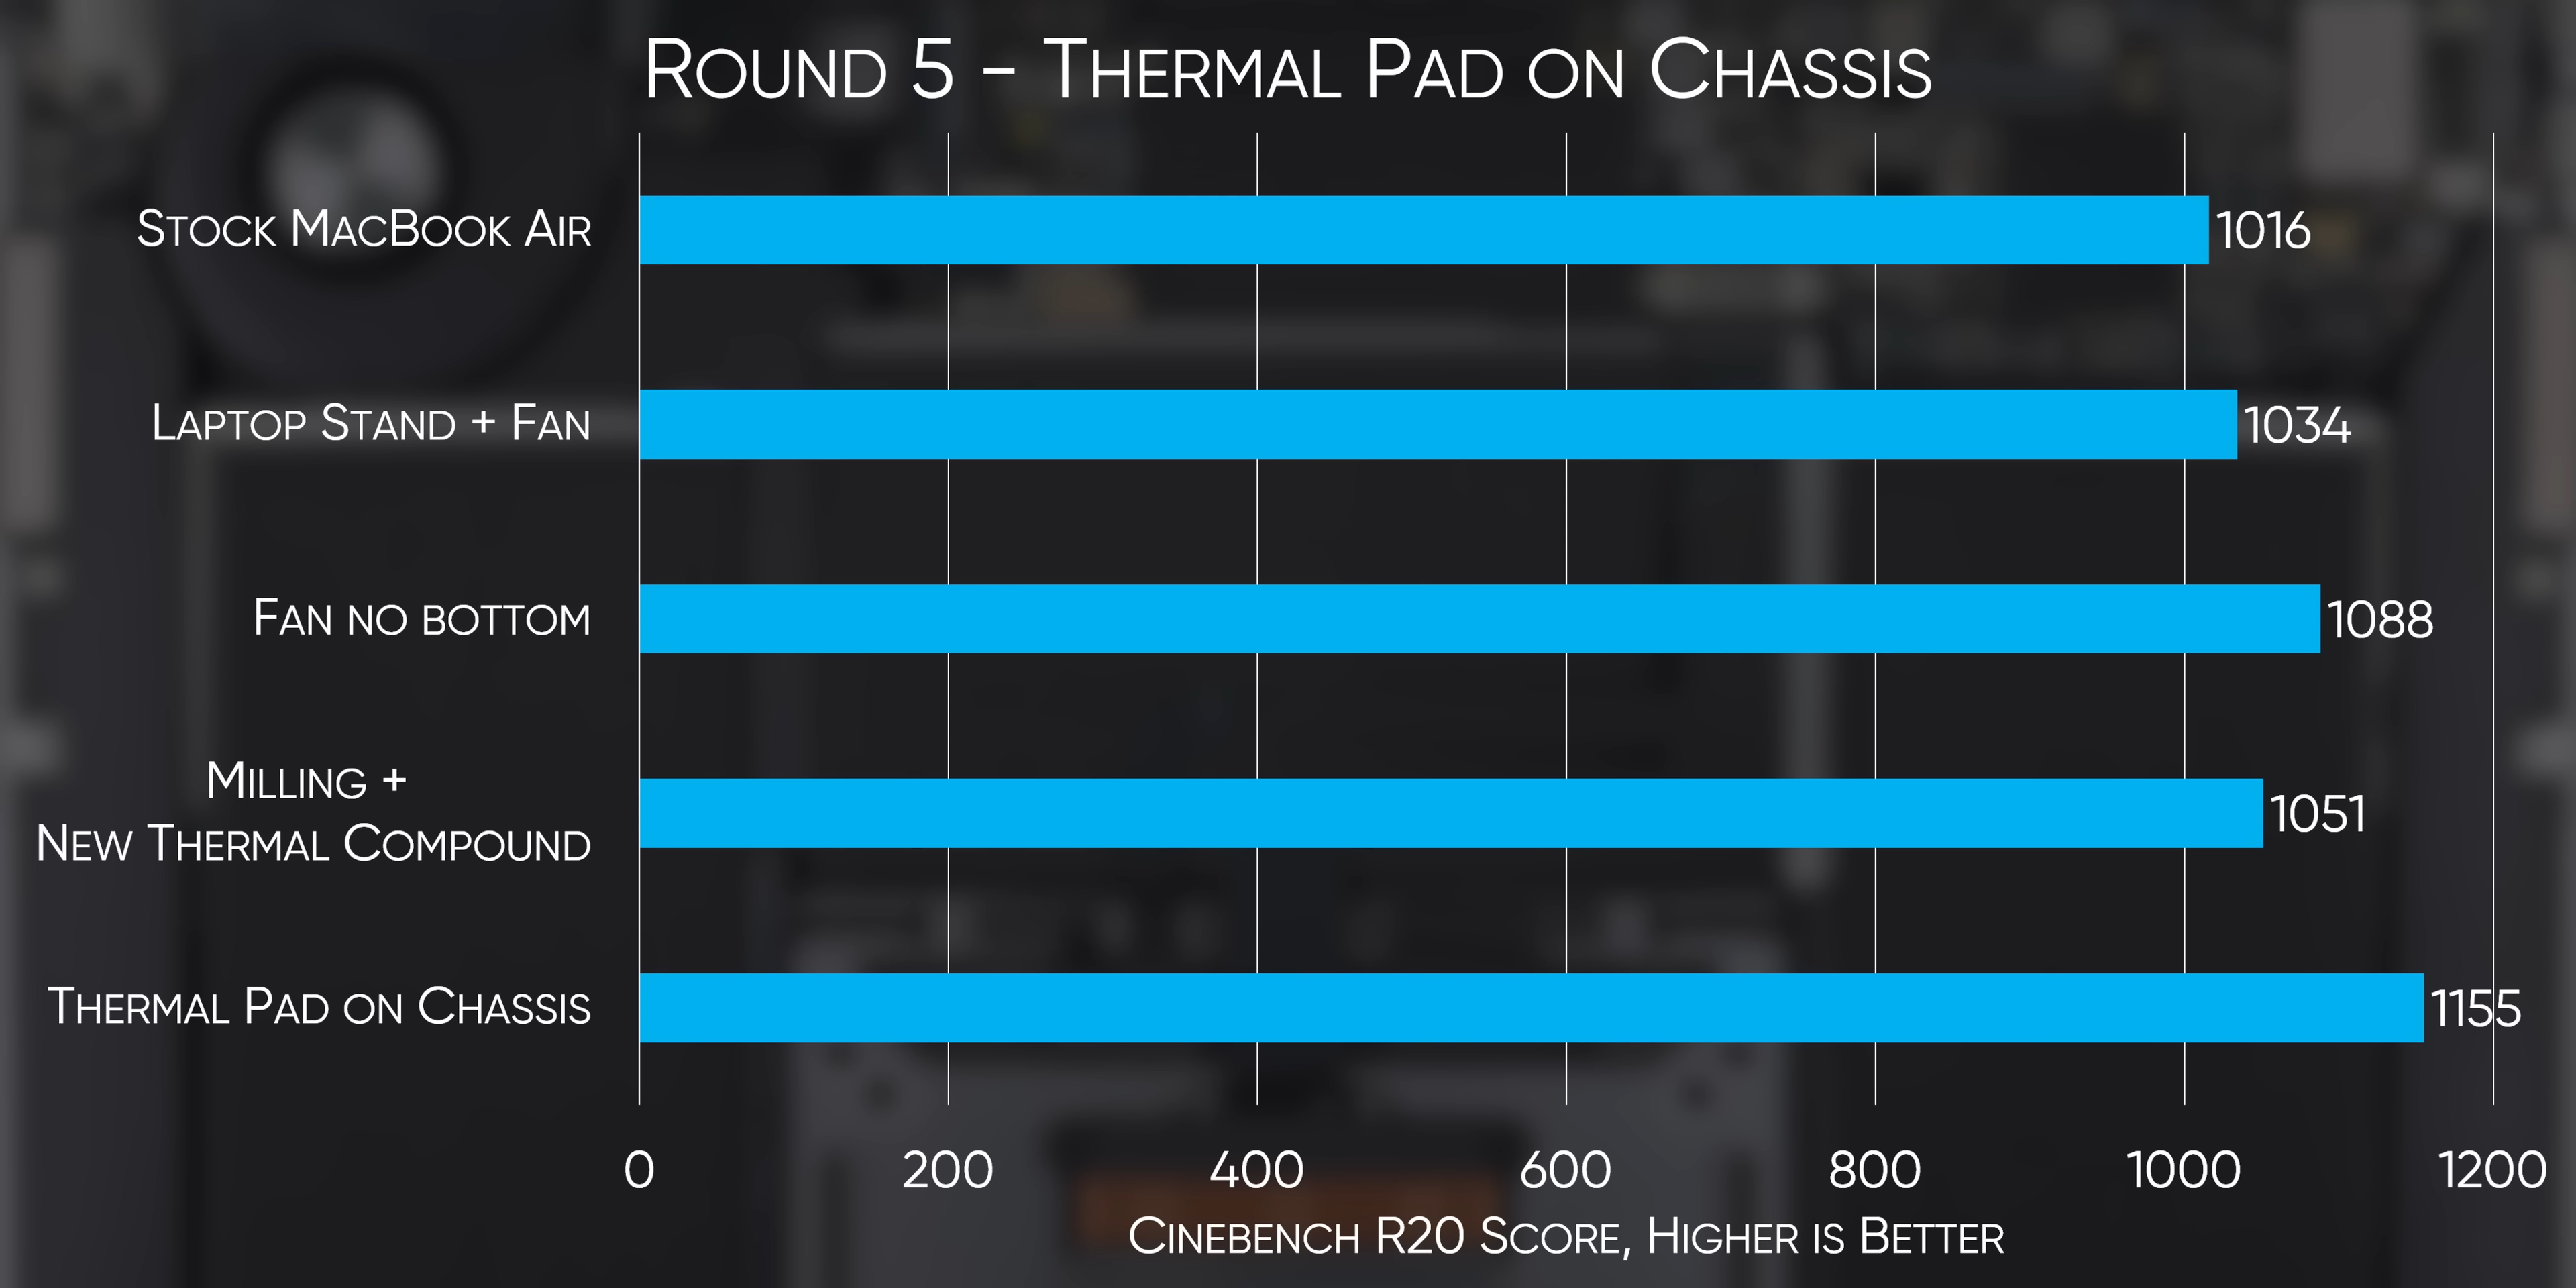 Round 5 - Thermal Pad on Chassis
Stock MacBook Air
1016
Laptop Stand + Fan
1034
Fan no bottom
1088
Milling +
New Thermal Compound
1051
Thermal Pad on Chassis
1155
0 200 400 600 800 1000 1200
Cinebench R20 Score, Higher is Better